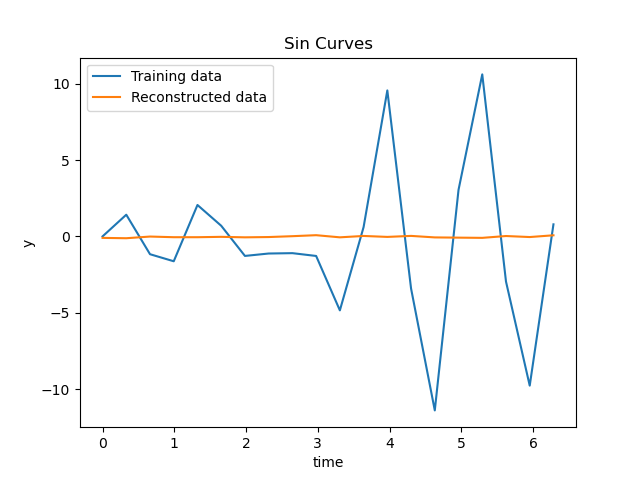 Sin Curves
Training data
Reconstructed data
10
5
0
−5
−10
y
0 1 2 3 4 5 6
time